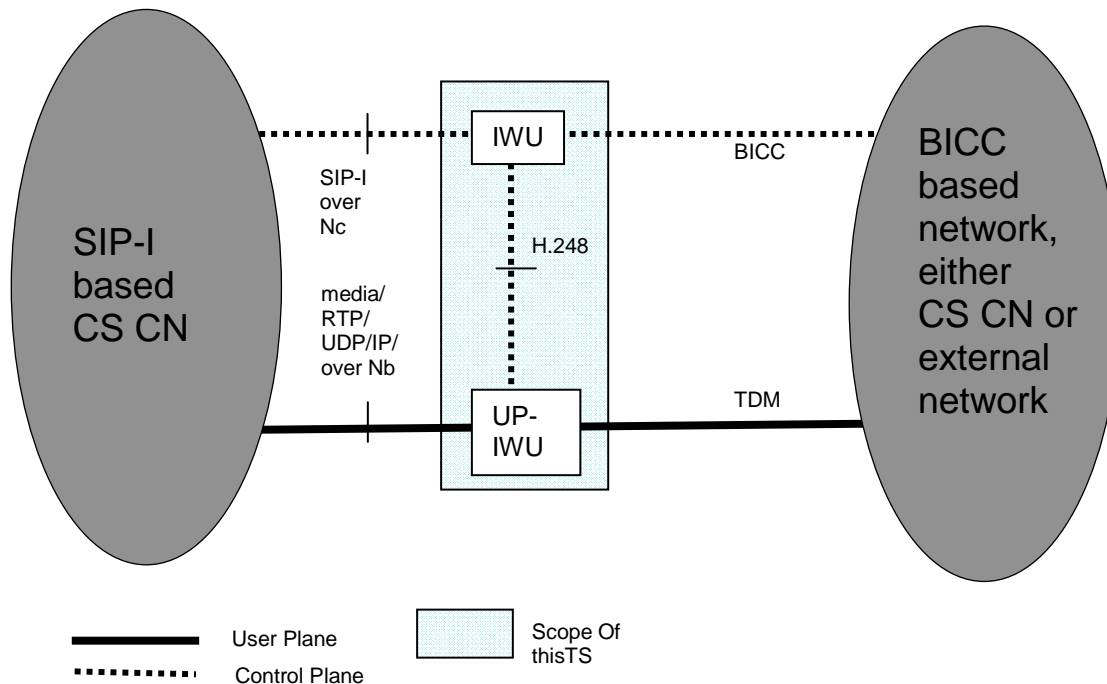 SIP-I
based
CS CN
SIP-I
over
Nc
media/
RTP/
UDP/IP/
over Nb
IWU
H.248
UP-
IWU
BICC
TDM
BICC
based
network,
either
CS CN or
external
network
User Plane
Control Plane
Scope Of
thisTS